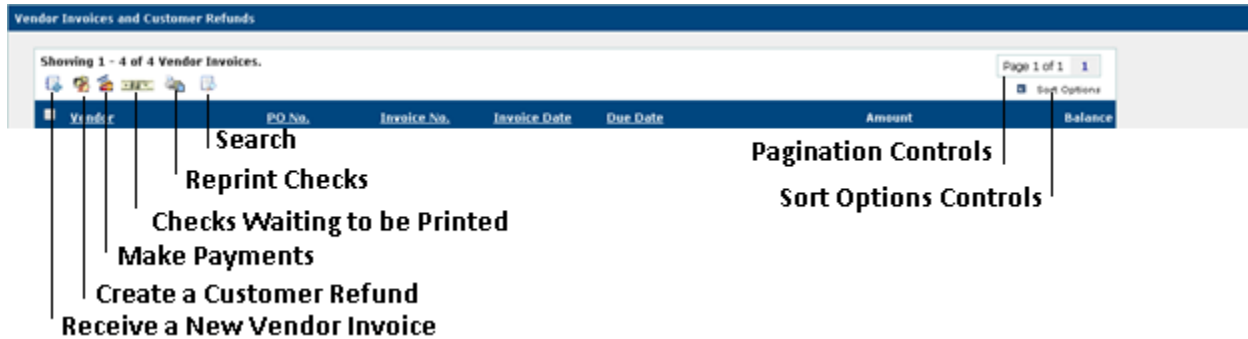 Vendor Invoices and Customer Refunds
Showing 1 - 4 of 4 Vendor Invoices.
Page 1 of 1 1
Sort Options
Vendor PO No. Invoice No. Invoice Date Due Date Amount Balance
Search
Reprint Checks
Checks Waiting to be Printed
Make Payments
Create a Customer Refund
Receive a New Vendor Invoice
Pagination Controls
Sort Options Controls